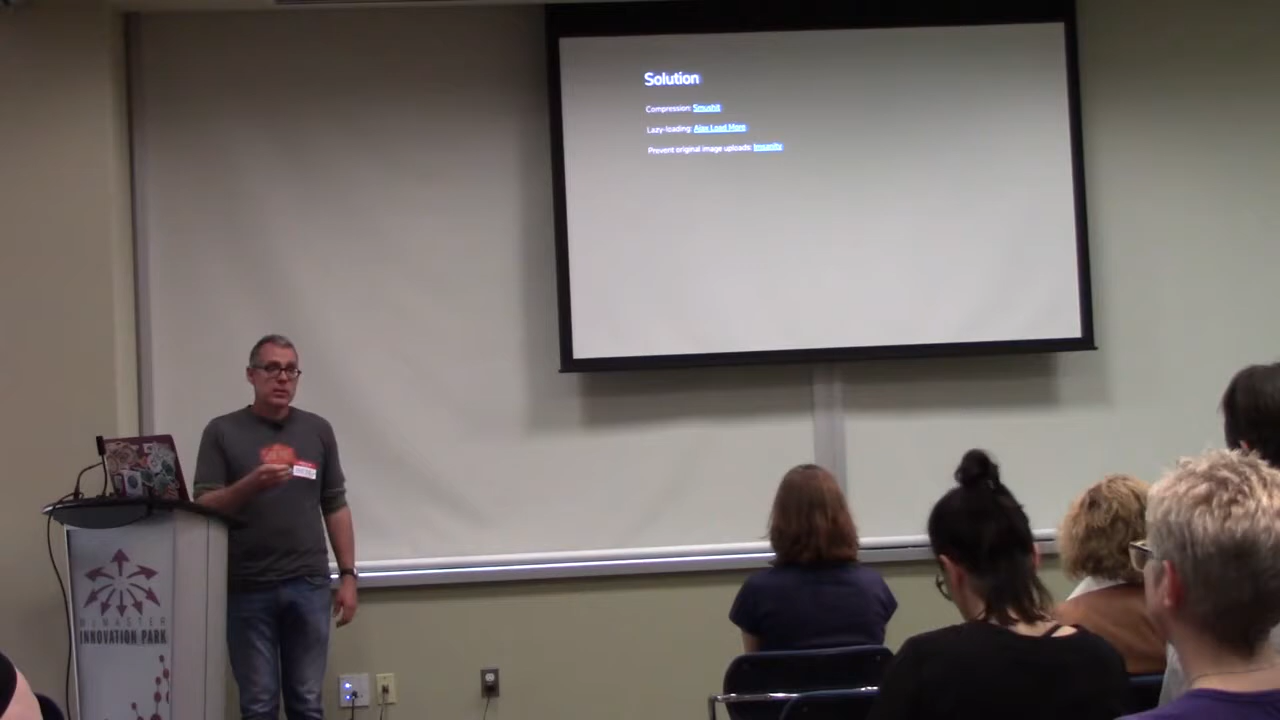 Solution
Compression: Smushit
Lazy-loading: Ajax Load More
Prevent original image uploads: Imsanity
McMASTER
INNOVATION PARK